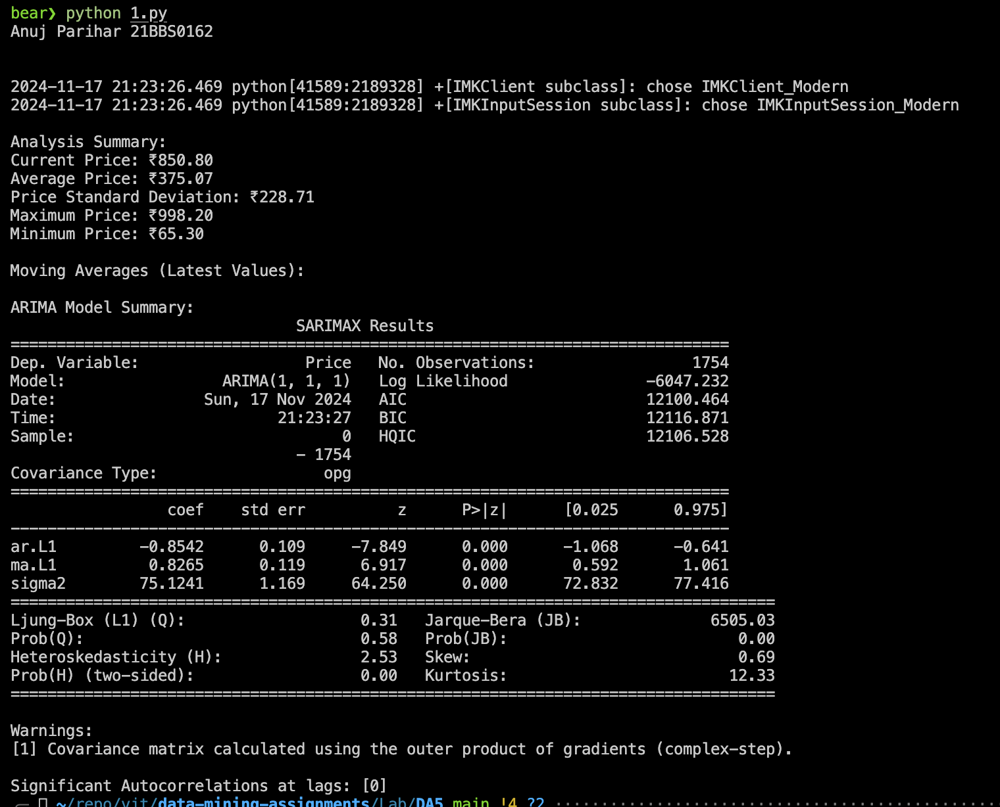 bear❯ python 1.py
Anuj Parihar 21BBS0162
2024-11-17 21:23:26.469 python[41589:2189328] +[IMKClient subclass]: chose IMKClient_Modern
2024-11-17 21:23:26.469 python[41589:2189328] +[IMKInputSession subclass]: chose IMKInputSession_Modern
Analysis Summary:
Current Price: ₹850.80
Average Price: ₹375.07
Price Standard Deviation: ₹228.71
Maximum Price: ₹998.20
Minimum Price: ₹65.30
Moving Averages (Latest Values):
ARIMA Model Summary:
SARIMAX Results
==============================================================================
Dep. Variable: Price No. Observations: 1754
Model: ARIMA(1, 1, 1) Log Likelihood -6047.232
Date: Sun, 17 Nov 2024 AIC 12100.464
Time: 21:23:27 BIC 12116.871
Sample: 0 HQIC 12106.528
- 1754
Covariance Type: opg
==============================================================================
coef std err z P>|z| [0.025 0.975]
------------------------------------------------------------------------------
ar.L1 -0.8542 0.109 -7.849 0.000 -1.068 -0.641
ma.L1 0.8265 0.119 6.917 0.000 0.592 1.061
sigma2 75.1241 1.169 64.250 0.000 72.832 77.416
===================================================================================
Ljung-Box (L1) (Q): 0.31 Jarque-Bera (JB): 6505.03
Prob(Q): 0.58 Prob(JB): 0.00
Heteroskedasticity (H): 2.53 Skew: 0.69
Prob(H) (two-sided): 0.00 Kurtosis: 12.33
===================================================================================
Warnings:
[1] Covariance matrix calculated using the outer product of gradients (complex-step).
Significant Autocorrelations at lags: [0]
~/repo/vit/data-mining-assignments/Lab/DA5 main !4 ?2